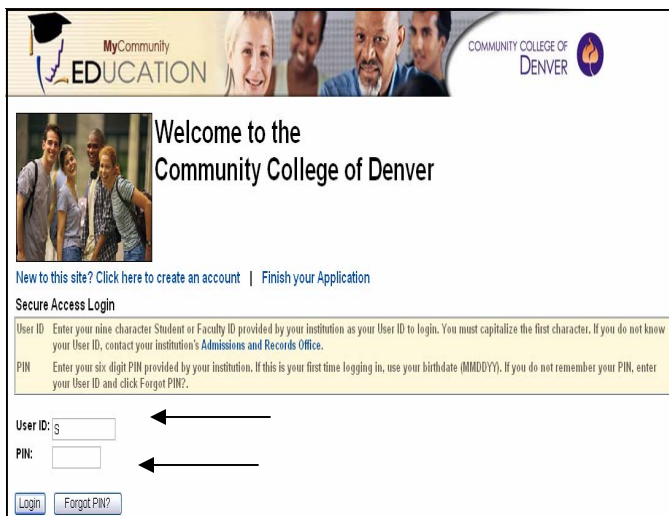 MyCommunity
EDUCATION
COMMUNITY COLLEGE OF
DENVER
Welcome to the
Community College of Denver
New to this site? Click here to create an account | Finish your Application
Secure Access Login
User ID Enter your nine character Student or Faculty ID provided by your institution as your User ID to login. You must capitalize the first character. If you do not know
your User ID, contact your institution's Admissions and Records Office.
PIN Enter your six digit PIN provided by your institution. If this is your first time logging in, use your birthdate (MMDDYY). If you do not remember your PIN, enter
your User ID and click Forgot PIN?.
User ID: S
PIN:
Login Forgot PIN?